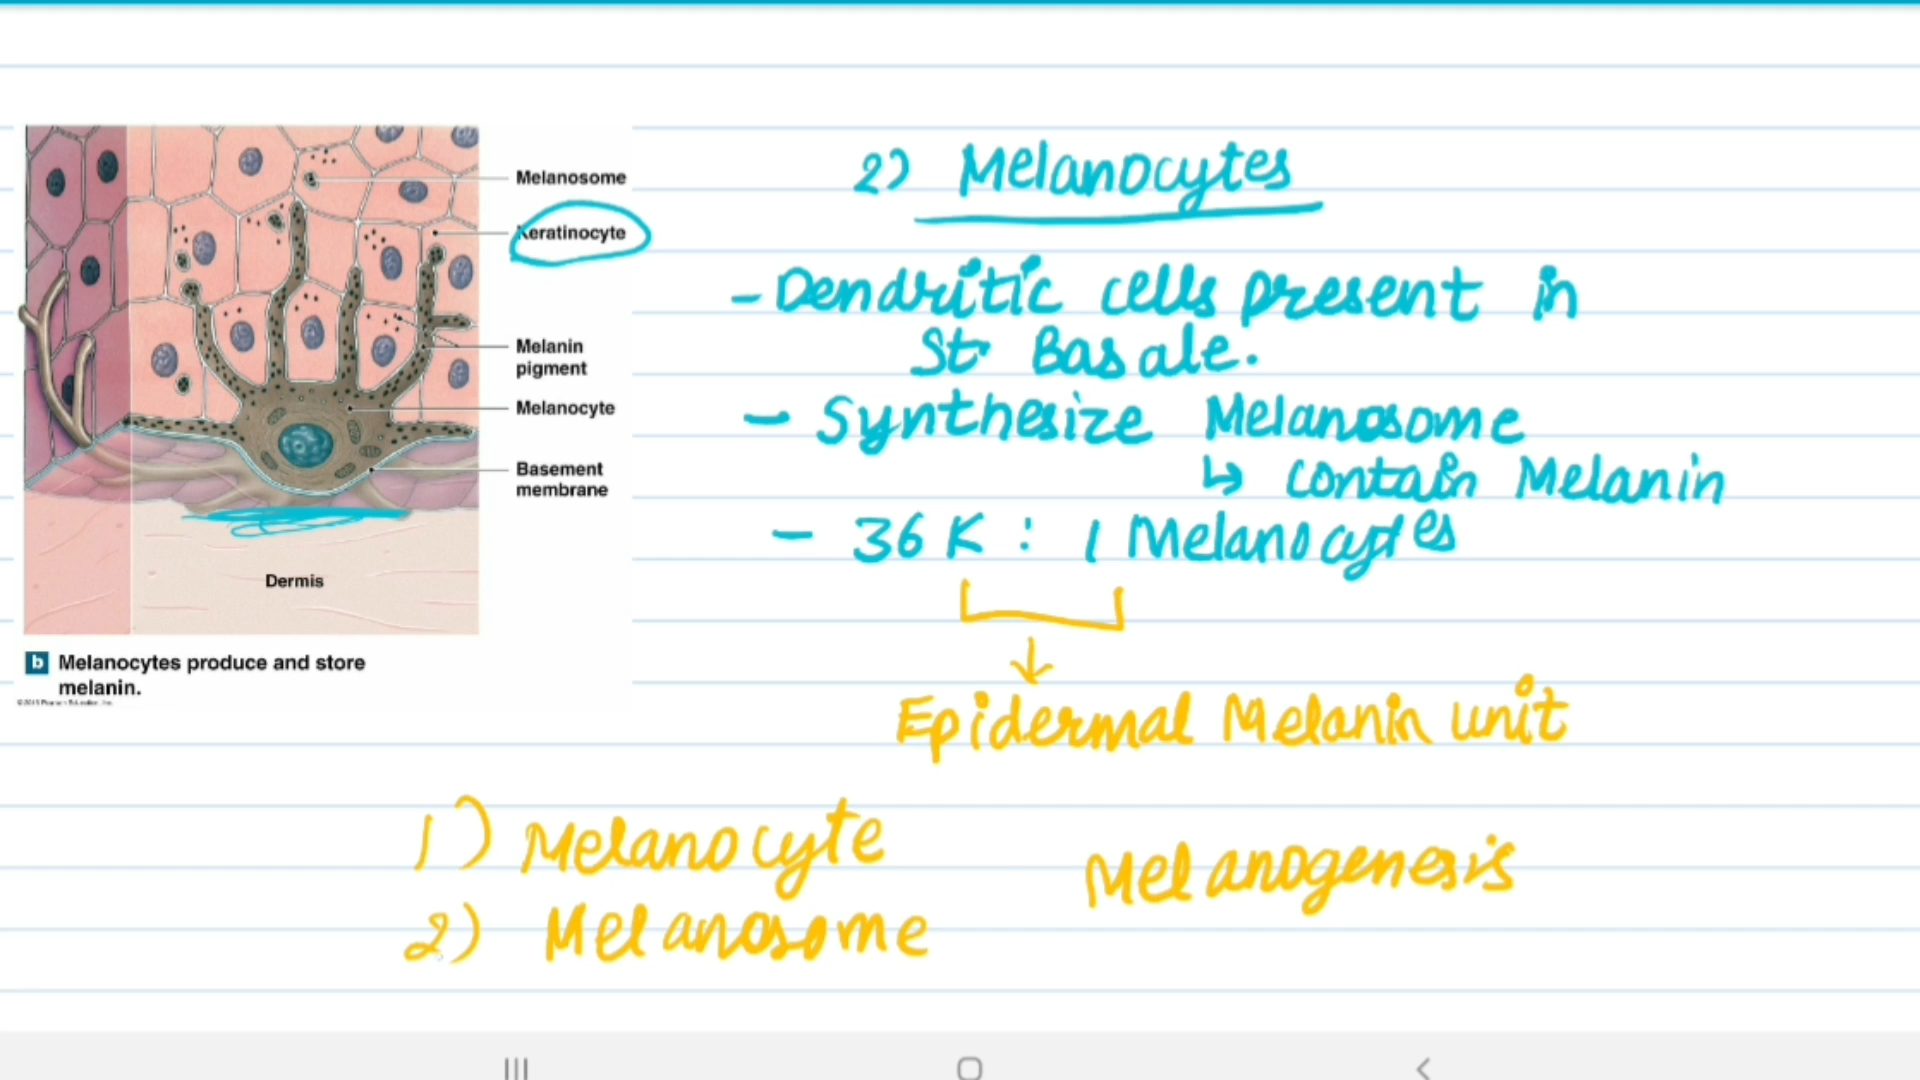 Melanosome
Keratinocyte
Melanin
pigment
Melanocyte
Basement
membrane
Dermis
b Melanocytes produce and store
melanin.
2) Melanocytes
- Dendritic cells present in
St. Basale.
- Synthesize Melanosome
↳ contain Melanin
- 36 K : 1 Melanocytes
↓
Epidermal Melanin unit
1) Melanocyte
Melanogenesis
2) Melanosome